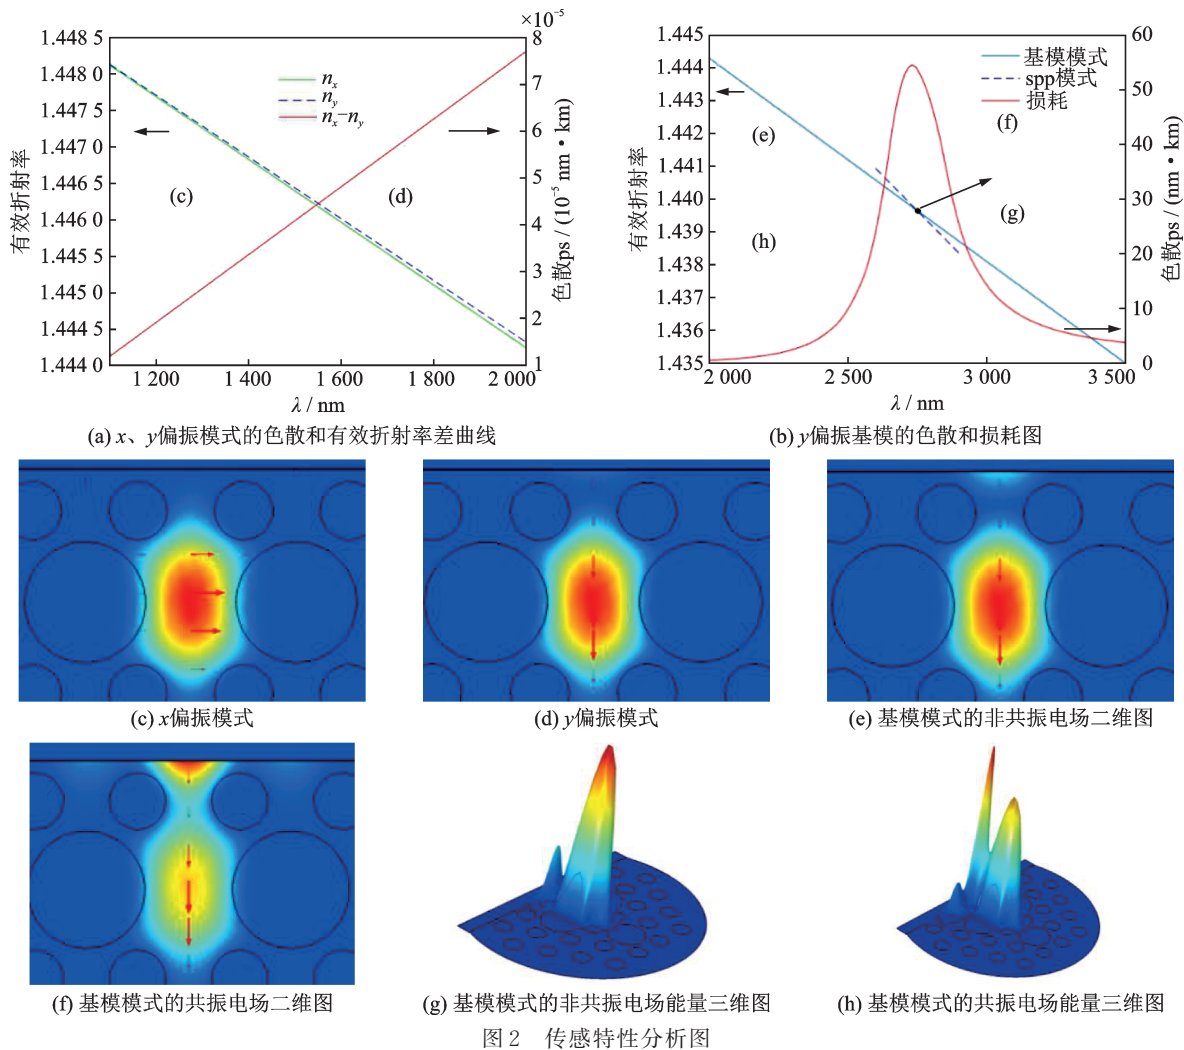 ×10⁻⁵
1.448 5
1.448 0
1.447 5
1.447 0
1.446 5
1.446 0
1.445 5
1.445 0
1.444 5
1.444 0
有效折射率
nₓ
n_y
nₓ−n_y
(c)
(d)
8
7
6
5
4
3
2
1
色散ps / (10⁻⁵ nm·km)
1 200
1 400
1 600
1 800
2 000
λ / nm
(a) x、y偏振模式的色散和有效折射率差曲线
1.445
1.444
1.443
1.442
1.441
1.440
1.439
1.438
1.437
1.436
1.435
有效折射率
基模模式
spp模式
损耗
(e)
(f)
(g)
(h)
60
50
40
30
20
10
0
色散ps / (nm·km)
2 000
2 500
3 000
3 500
λ / nm
(b) y偏振基模的色散和损耗图
(c) x偏振模式
(d) y偏振模式
(e) 基模模式的非共振电场二维图
(f) 基模模式的共振电场二维图
(g) 基模模式的非共振电场能量三维图
(h) 基模模式的共振电场能量三维图
图2 传感特性分析图